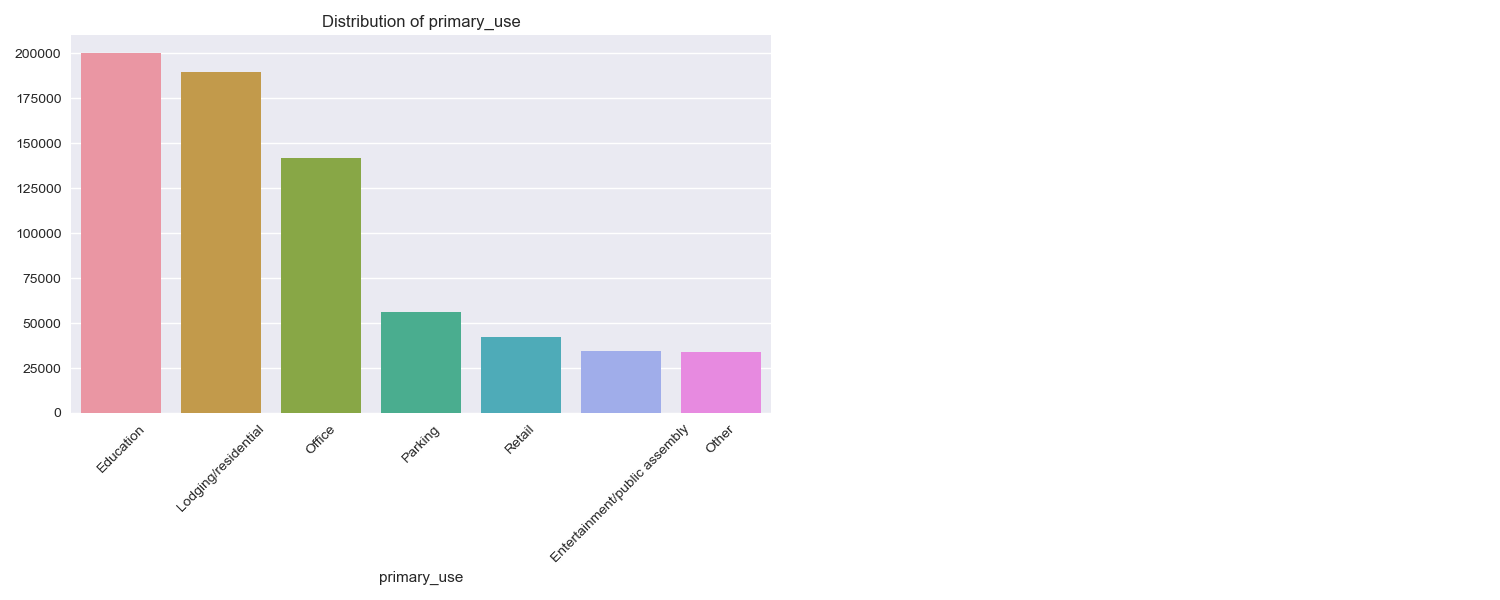 Distribution of primary_use
200000
175000
150000
125000
100000
75000
50000
25000
0
Education
Lodging/residential
Office
Parking
Retail
Entertainment/public assembly
Other
primary_use